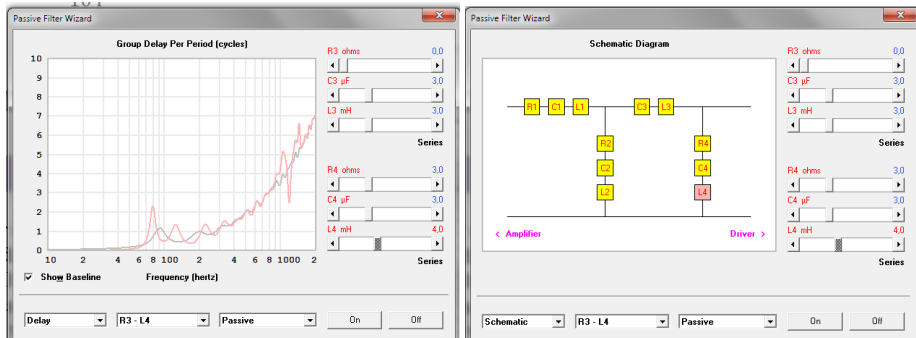 Passive Filter Wizard
x
Group Delay Per Period (cycles)
10
9
8
7
6
5
4
3
2
1
0
10 2 4 6 8 100 2 4 6 8 1000 2
Show Baseline
Frequency (hertz)
R3 ohms 0,0
C3 µF 3,0
L3 mH 3,0
Series
R4 ohms 3,0
C4 µF 3,0
L4 mH 4,0
Series
Delay R3 - L4 Passive On Off
Passive Filter Wizard
x
Schematic Diagram
R1 C1 L1 C3 L3
R2 R4
C2 C4
L2 L4
< Amplifier Driver >
R3 ohms 0,0
C3 µF 3,0
L3 mH 3,0
Series
R4 ohms 3,0
C4 µF 3,0
L4 mH 4,0
Series
Schematic R3 - L4 Passive On Off